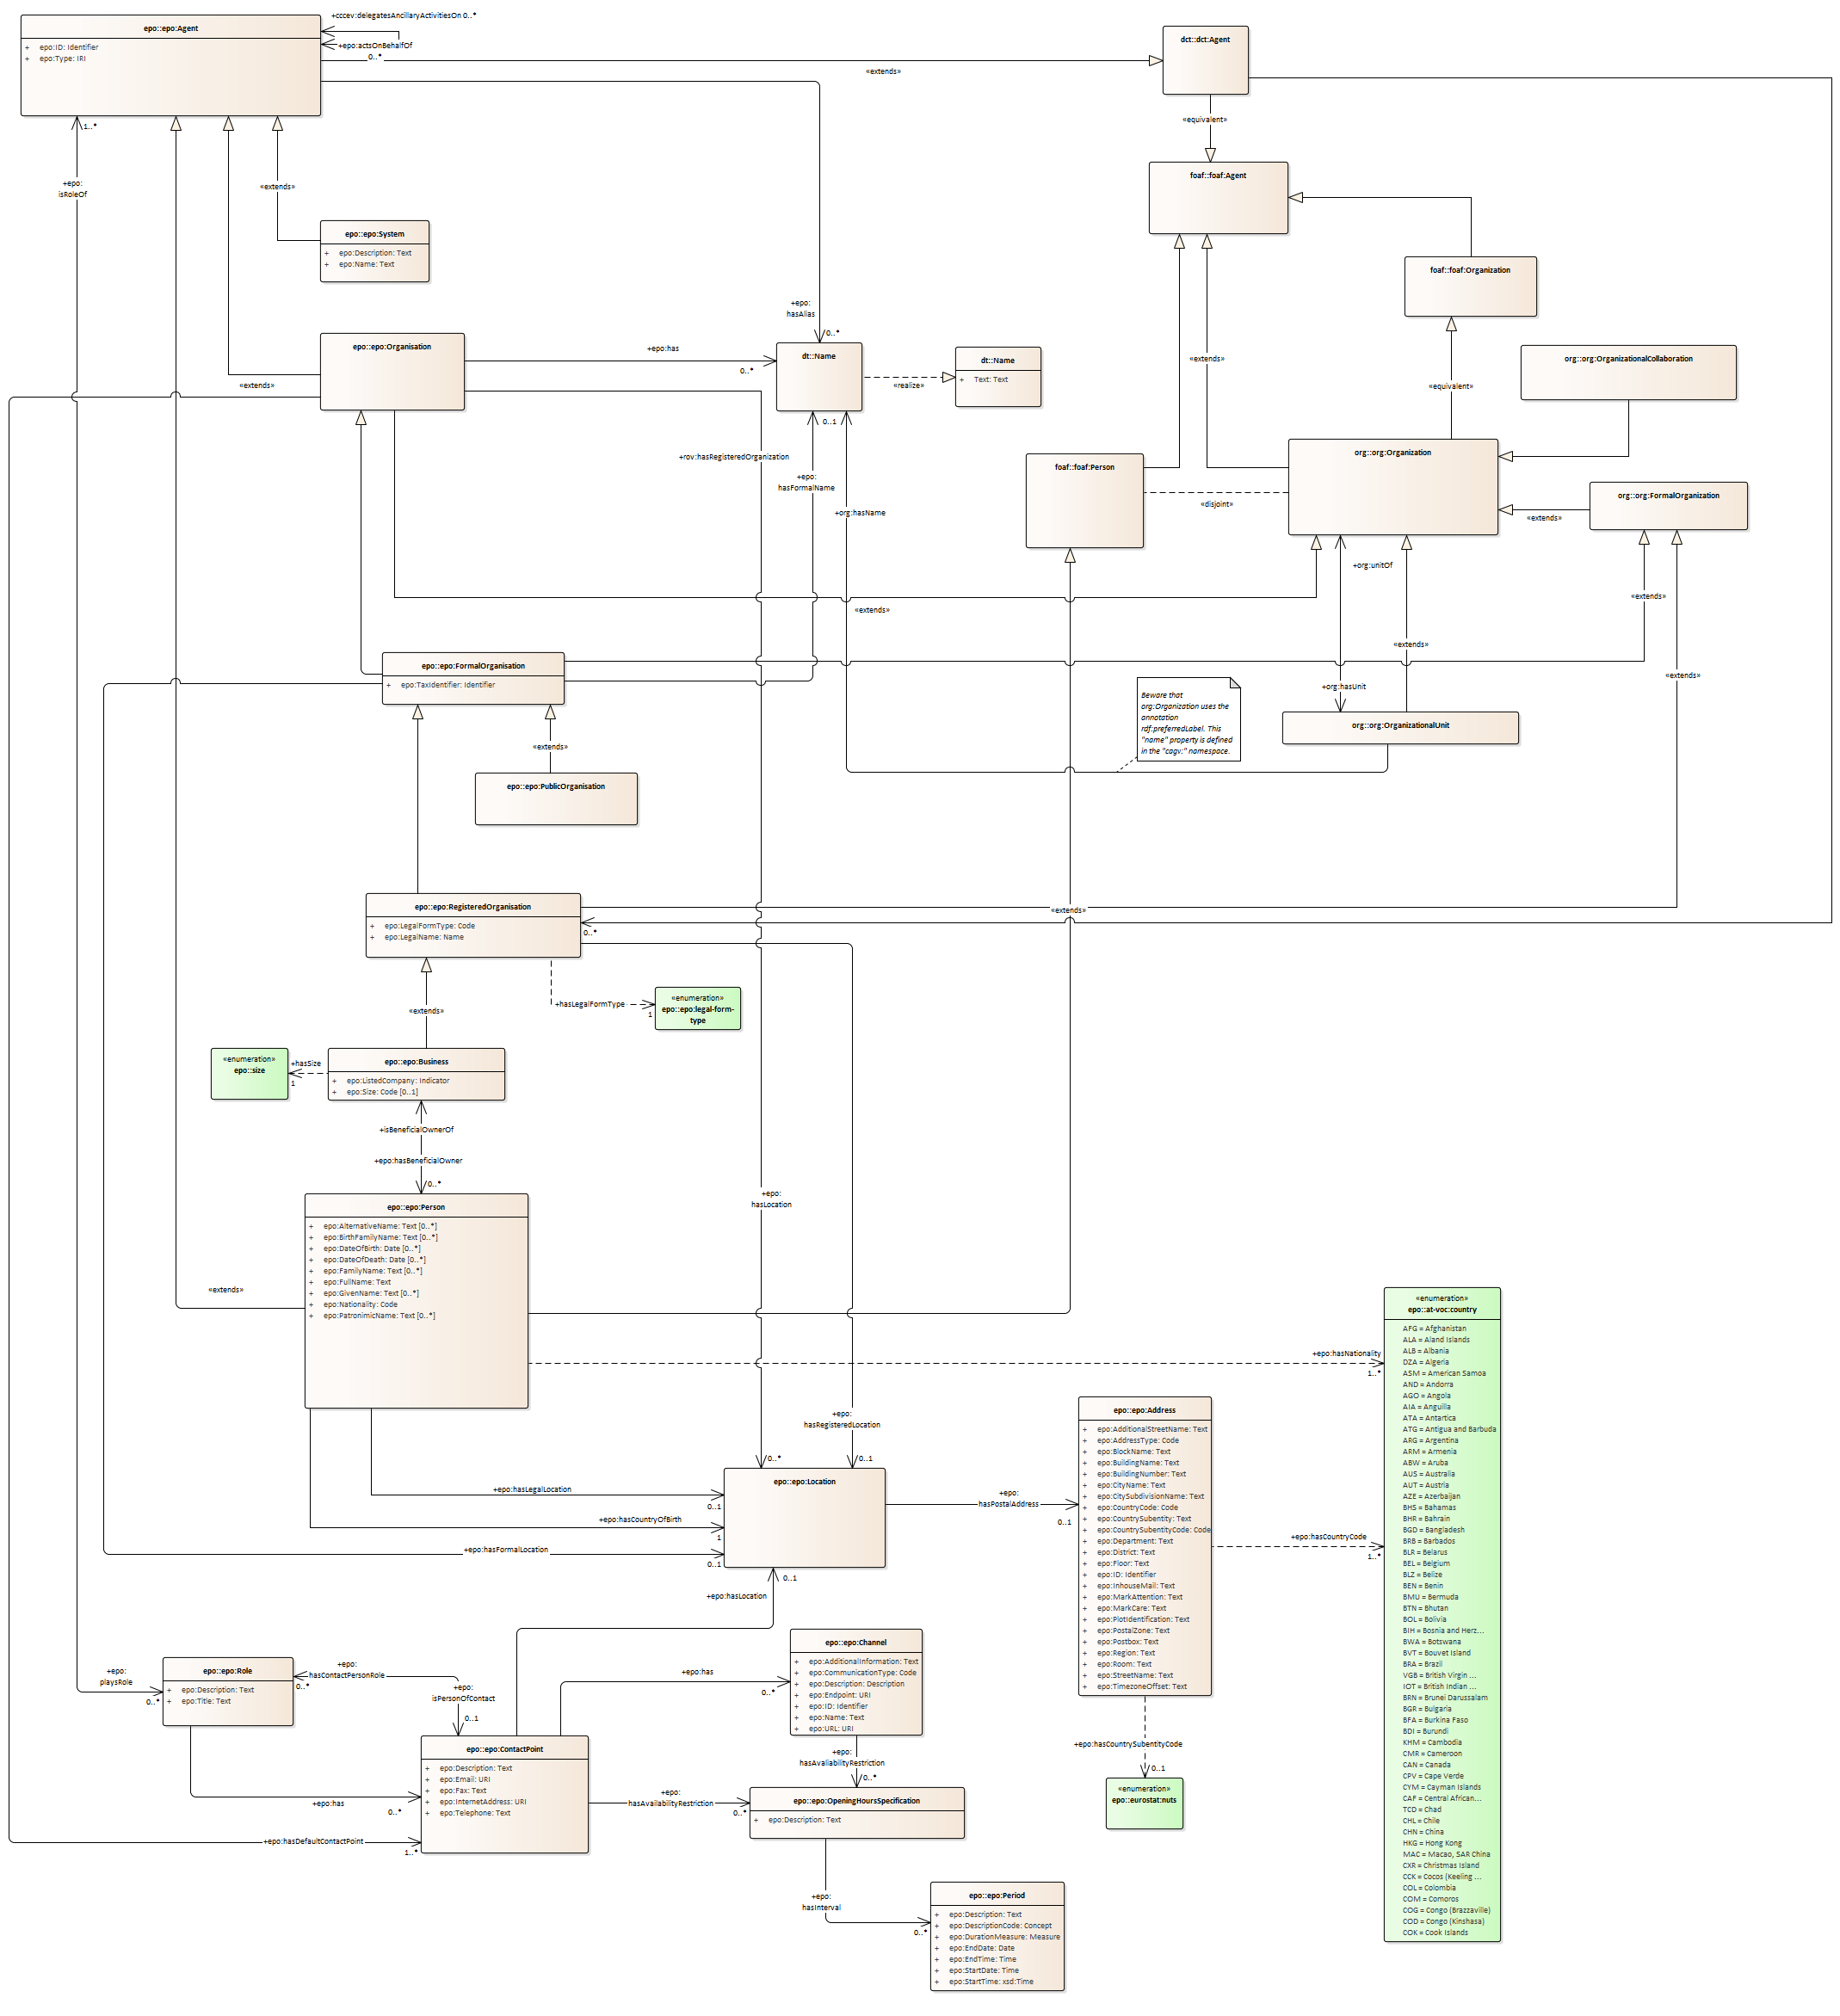 +cccev:delegatesAncillaryActivitiesOn 0..*
epo::epo:Agent
+ epo:ID: Identifier
+ epo:Type: IRI
+epo:actsOnBehalfOf
0..*
«extends»
dct::dct:Agent
«equivalent»
foaf::foaf:Agent
1..*
+epo:
isRoleOf
«extends»
epo::epo:System
+ epo:Description: Text
+ epo:Name: Text
foaf::foaf:Organization
+epo:
hasAlias
0..*
epo::epo:Organisation
+epo:has
0..*
dt::Name
«realize»
dt::Name
+ Text: Text
«extends»
«extends»
«equivalent»
org::org:OrganizationalCollaboration
0..1
+rov:hasRegisteredOrganization
+epo:
hasFormalName
+org:hasName
foaf::foaf:Person
«disjoint»
org::org:Organization
org::org:FormalOrganization
«extends»
+org:unitOf
«extends»
«extends»
«extends»
«extends»
+org:hasUnit
epo::epo:FormalOrganisation
+ epo:TaxIdentifier: Identifier
Beware that
org:Organization uses the
annotation
rdf:preferredLabel. This
"name" property is defined
in the "cagv:" namespace.
org::org:OrganizationalUnit
«extends»
epo::epo:PublicOrganisation
epo::epo:RegisteredOrganisation
+ epo:LegalFormType: Code
+ epo:LegalName: Name
0..*
«extends»
«extends»
+hasLegalFormType
1
«enumeration»
epo::epo:legal-form-
type
«enumeration»
epo::size
+hasSize
1
epo::epo:Business
+ epo:ListedCompany: Indicator
+ epo:Size: Code [0..1]
+isBeneficialOwnerOf
+epo:hasBeneficialOwner
0..*
epo::epo:Person
+ epo:AlternativeName: Text [0..*]
+ epo:BirthFamilyName: Text [0..*]
+ epo:DateOfBirth: Date [0..*]
+ epo:DateOfDeath: Date [0..*]
+ epo:FamilyName: Text [0..*]
+ epo:FullName: Text
+ epo:GivenName: Text [0..*]
+ epo:Nationality: Code
+ epo:PatronimicName: Text [0..*]
+epo:
hasLocation
«extends»
+epo:hasNationality
1..*
«enumeration»
epo::at-voc:country
AFG = Afghanistan
ALA = Aland Islands
ALB = Albania
DZA = Algeria
ASM = American Samoa
AND = Andorra
AGO = Angola
AIA = Anguilla
ATA = Antartica
ATG = Antigua and Barbuda
ARG = Argentina
ARM = Armenia
ABW = Aruba
AUS = Australia
AUT = Austria
AZE = Azerbaijan
BHS = Bahamas
BHR = Bahrain
BGD = Bangladesh
BRB = Barbados
BLR = Belarus
BEL = Belgium
BLZ = Belize
BEN = Benin
BMU = Bermuda
BTN = Bhutan
BOL = Bolivia
BIH = Bosnia and Herz...
BWA = Botswana
BVT = Bouvet Island
BRA = Brazil
VGB = British Virgin ...
IOT = British Indian ...
BRN = Brunei Darussalam
BGR = Bulgaria
BFA = Burkina Faso
BDI = Burundi
KHM = Cambodia
CMR = Cameroon
CAN = Canada
CPV = Cape Verde
CYM = Cayman Islands
CAF = Central African...
TCD = Chad
CHL = Chile
CHN = China
HKG = Hong Kong
MAC = Macao, SAR China
CXR = Christmas Island
CCK = Cocos (Keeling ...
COL = Colombia
COM = Comoros
COG = Congo (Brazzaville)
COD = Congo (Kinshasa)
COK = Cook Islands
+epo:
hasRegisteredLocation
0..*
0..1
epo::epo:Location
+epo:hasLegalLocation
0..1
+epo:hasCountryOfBirth
1
+epo:hasFormalLocation
0..1
+epo:
hasPostalAddress
0..1
epo::epo:Address
+ epo:AdditionalStreetName: Text
+ epo:AddressType: Code
+ epo:BlockName: Text
+ epo:BuildingName: Text
+ epo:BuildingNumber: Text
+ epo:CityName: Text
+ epo:CitySubdivisionName: Text
+ epo:CountryCode: Code
+ epo:CountrySubentity: Text
+ epo:CountrySubentityCode: Code
+ epo:Department: Text
+ epo:District: Text
+ epo:Floor: Text
+ epo:ID: Identifier
+ epo:InhouseMail: Text
+ epo:MarkAttention: Text
+ epo:MarkCare: Text
+ epo:PlotIdentification: Text
+ epo:PostalZone: Text
+ epo:Postbox: Text
+ epo:Region: Text
+ epo:Room: Text
+ epo:StreetName: Text
+ epo:TimezoneOffset: Text
+epo:hasCountryCode
1..*
+epo:hasLocation
0..1
+epo:hasCountrySubentityCode
0..1
«enumeration»
epo::eurostat:nuts
+epo:
playsRole
0..*
epo::epo:Role
+ epo:Description: Text
+ epo:Title: Text
+epo:
hasContactPersonRole
0..*
+epo:
isPersonOfContact
0..1
+epo:has
0..*
epo::epo:Channel
+ epo:AdditionalInformation: Text
+ epo:CommunicationType: Code
+ epo:Description: Description
+ epo:Endpoint: URI
+ epo:ID: Identifier
+ epo:Name: Text
+ epo:URL: URI
+epo:
hasAvaliabilityRestriction
0..*
epo::epo:ContactPoint
+ epo:Description: Text
+ epo:Email: URI
+ epo:Fax: Text
+ epo:InternetAddress: URI
+ epo:Telephone: Text
+epo:has
0..*
+epo:hasDefaultContactPoint
1..*
+epo:
hasAvailabilityRestriction
0..*
epo::epo:OpeningHoursSpecification
+ epo:Description: Text
+epo:
hasInterval
0..*
epo::epo:Period
+ epo:Description: Text
+ epo:DescriptionCode: Concept
+ epo:DurationMeasure: Measure
+ epo:EndDate: Date
+ epo:EndTime: Time
+ epo:StartDate: Time
+ epo:StartTime: xsd:Time